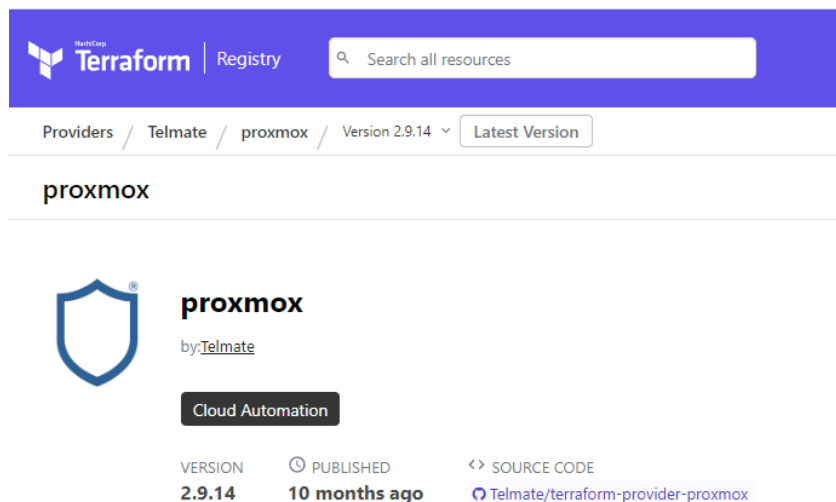 HashiCorp
Terraform Registry Search all resources
Providers / Telmate / proxmox / Version 2.9.14 Latest Version
proxmox
®
proxmox
by:Telmate
Cloud Automation
VERSION PUBLISHED <> SOURCE CODE
2.9.14 10 months ago Telmate/terraform-provider-proxmox